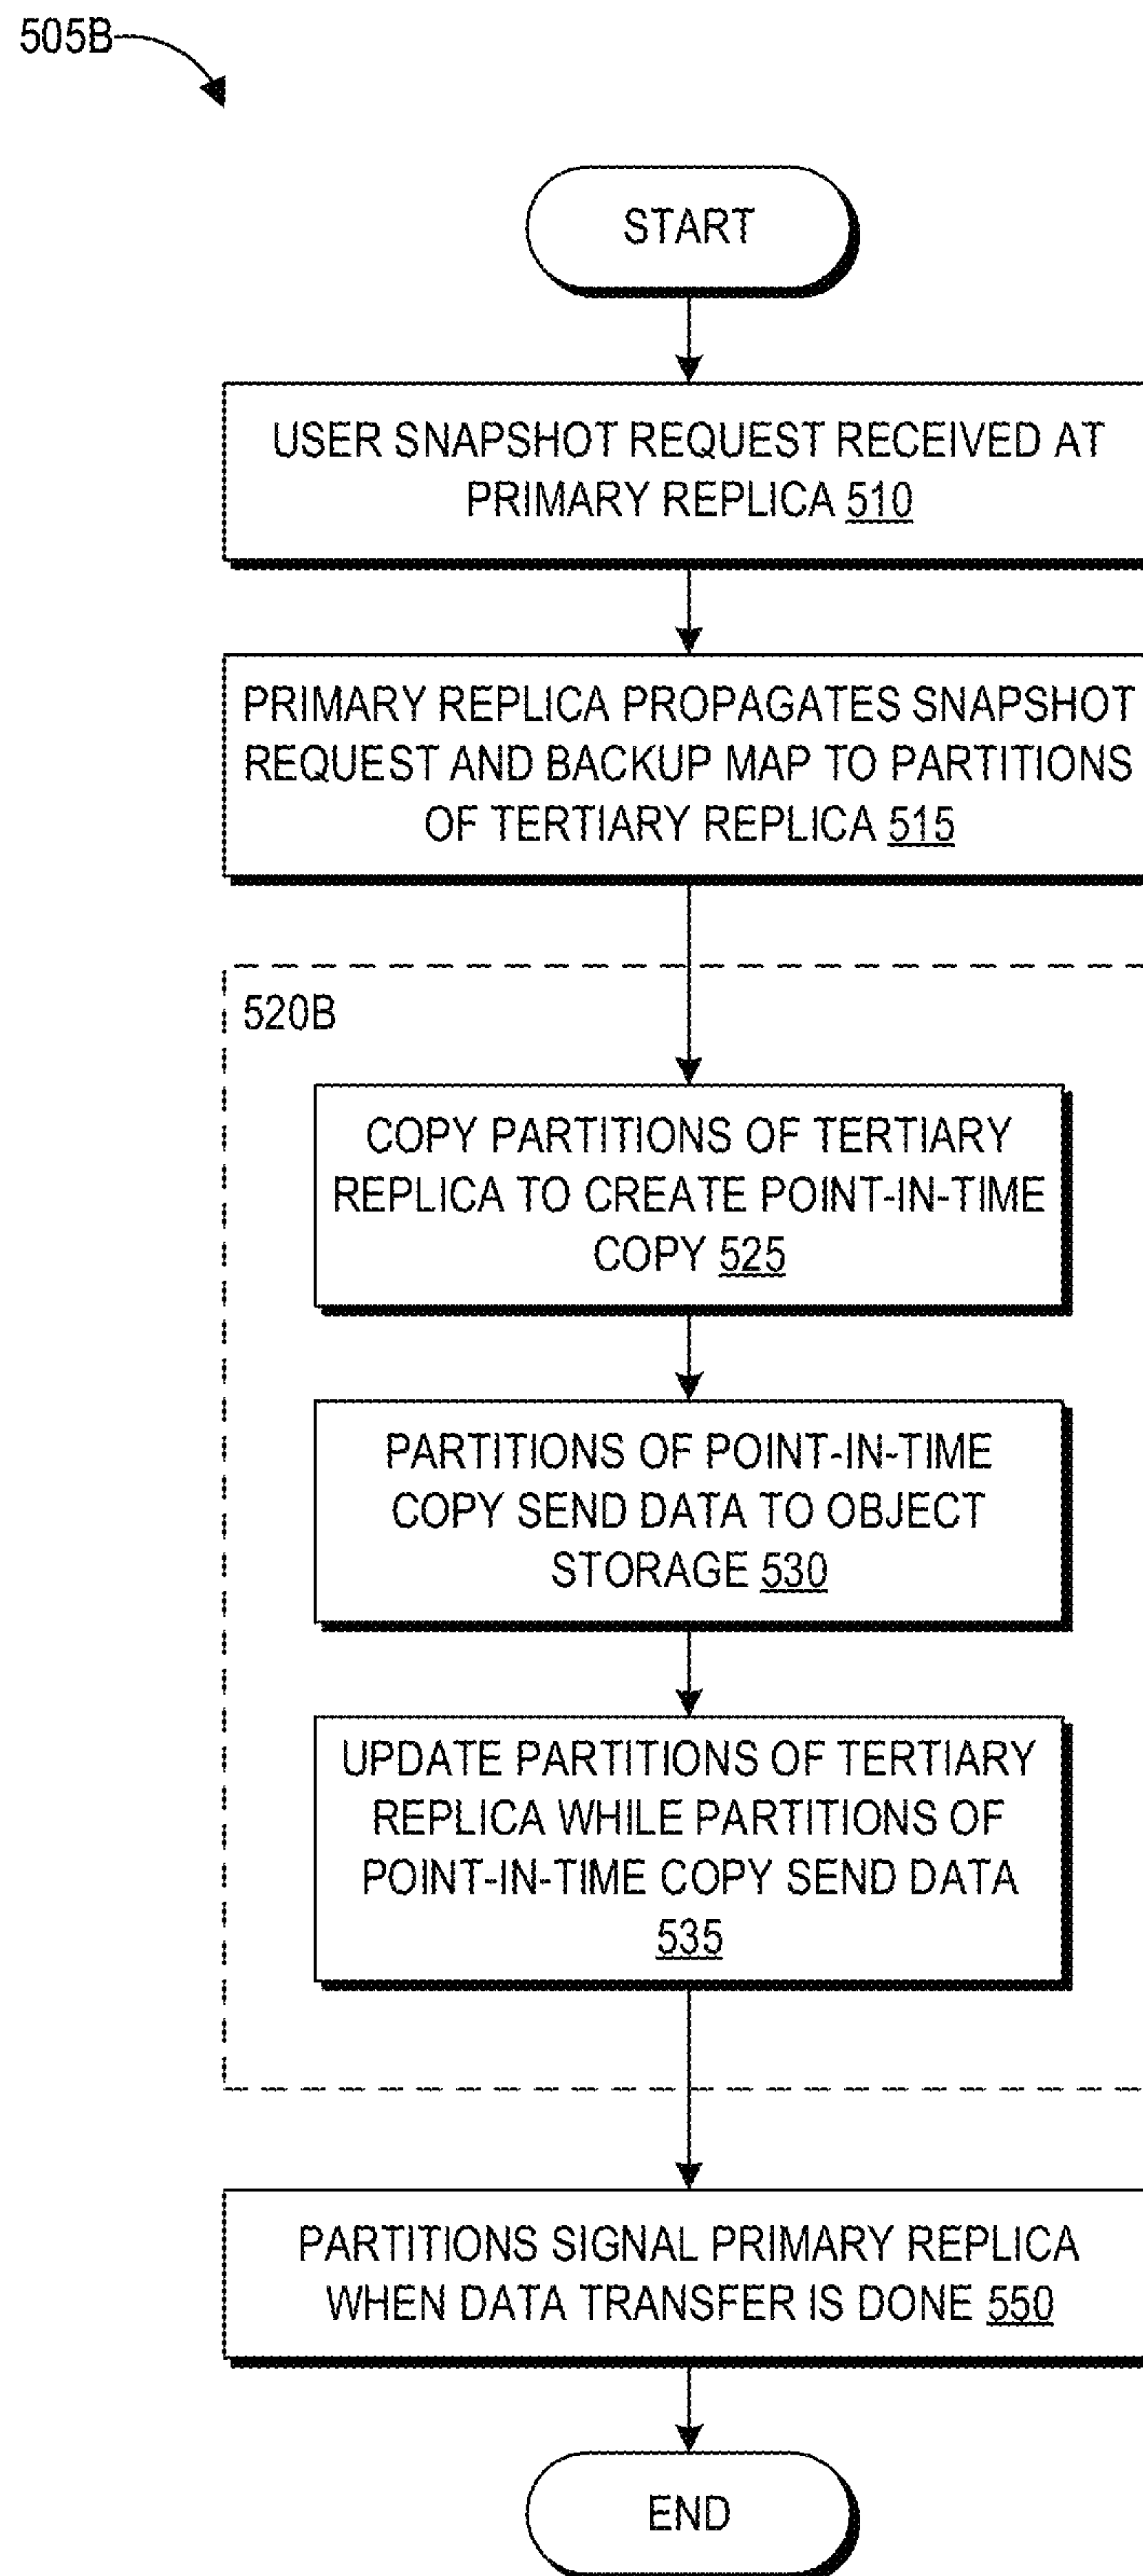 505B
START
USER SNAPSHOT REQUEST RECEIVED AT
PRIMARY REPLICA 510
PRIMARY REPLICA PROPAGATES SNAPSHOT
REQUEST AND BACKUP MAP TO PARTITIONS
OF TERTIARY REPLICA 515
520B
COPY PARTITIONS OF TERTIARY
REPLICA TO CREATE POINT-IN-TIME
COPY 525
PARTITIONS OF POINT-IN-TIME
COPY SEND DATA TO OBJECT
STORAGE 530
UPDATE PARTITIONS OF TERTIARY
REPLICA WHILE PARTITIONS OF
POINT-IN-TIME COPY SEND DATA
535
PARTITIONS SIGNAL PRIMARY REPLICA
WHEN DATA TRANSFER IS DONE 550
END